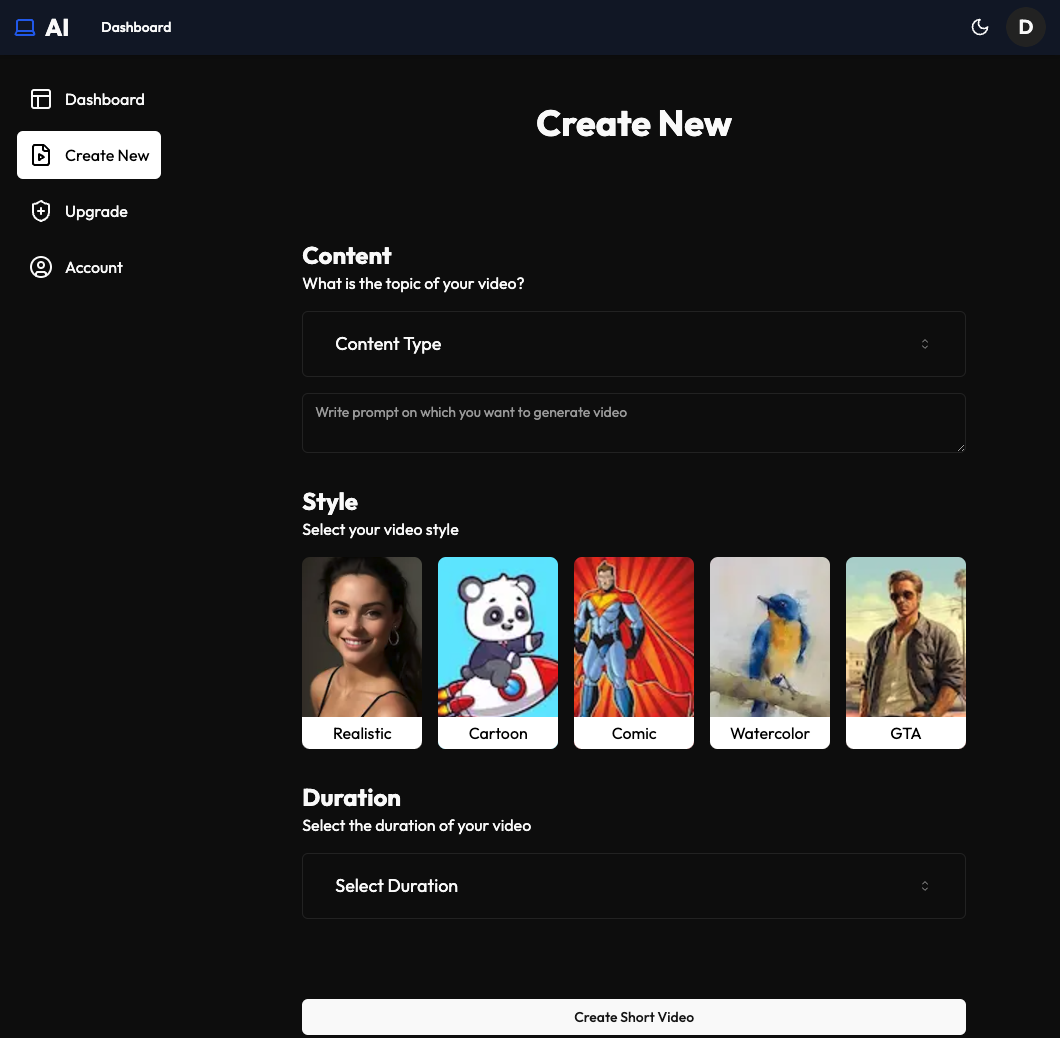 AI
Dashboard
D
Dashboard
Create New
Upgrade
Account
Create New
Content
What is the topic of your video?
Content Type
Write prompt on which you want to generate video
Style
Select your video style
Realistic
Cartoon
Comic
Watercolor
GTA
Duration
Select the duration of your video
Select Duration
Create Short Video